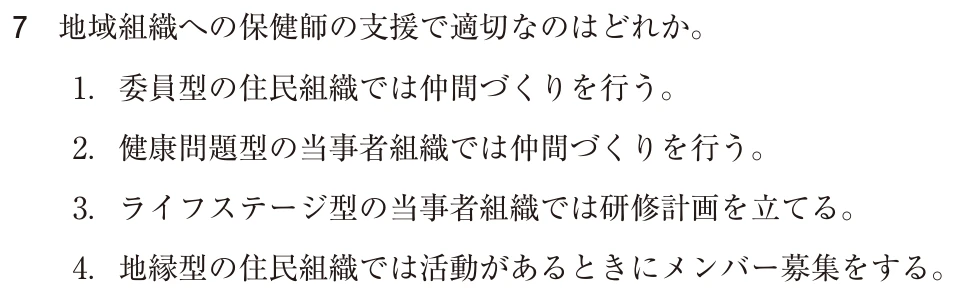 7 地域組織への保健師の支援で適切なのはどれか。
1. 委員型の住民組織では仲間づくりを行う。
2. 健康問題型の当事者組織では仲間づくりを行う。
3. ライフステージ型の当事者組織では研修計画を立てる。
4. 地縁型の住民組織では活動があるときにメンバー募集をする。